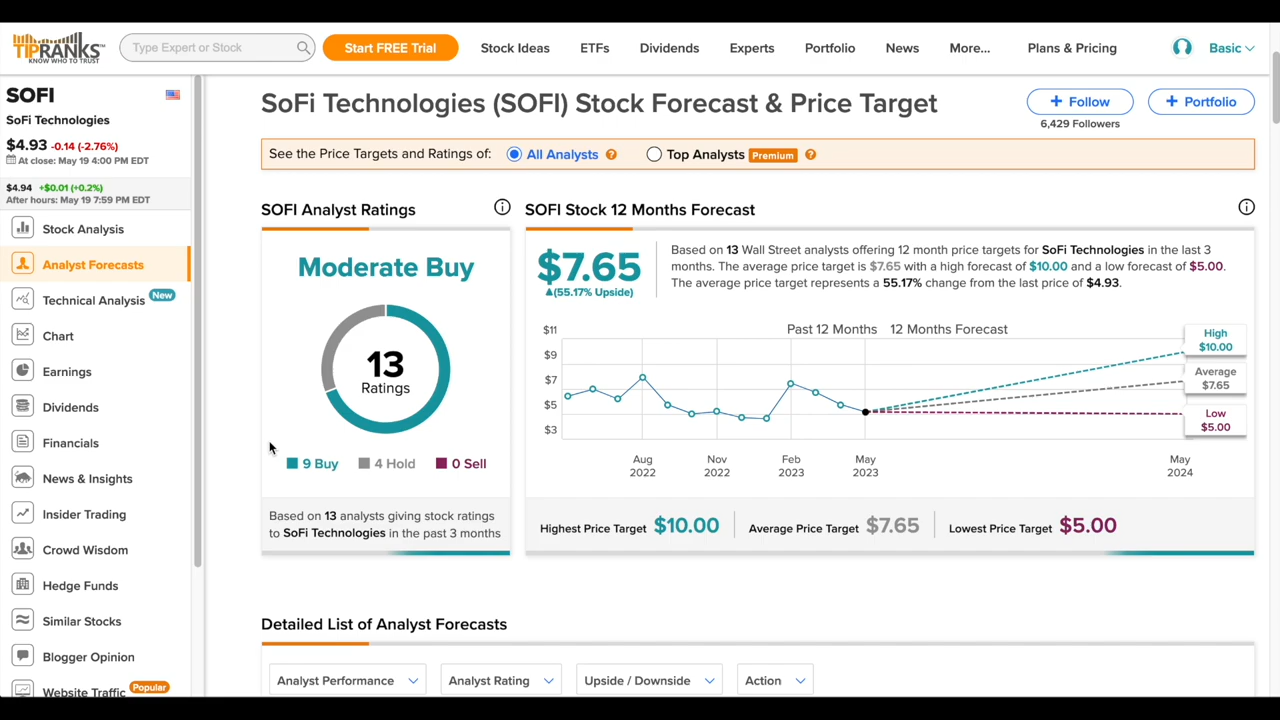 TIPRANKS
KNOW WHO TO TRUST
Type Expert or Stock
Start FREE Trial
Stock Ideas
ETFs
Dividends
Experts
Portfolio
News
More...
Plans & Pricing
Basic
SOFI
SoFi Technologies
$4.93 -0.14 (-2.76%)
At close: May 19 4:00 PM EDT
$4.94 +$0.01 (+0.2%)
After hours: May 19 7:59 PM EDT
Stock Analysis
Analyst Forecasts
Technical Analysis New
Chart
Earnings
Dividends
Financials
News & Insights
Insider Trading
Crowd Wisdom
Hedge Funds
Similar Stocks
Blogger Opinion
Website Traffic Popular
SoFi Technologies (SOFI) Stock Forecast & Price Target
+ Follow
6,429 Followers
+ Portfolio
See the Price Targets and Ratings of: All Analysts ? Top Analysts Premium ?
SOFI Analyst Ratings
Moderate Buy
13
Ratings
9 Buy 4 Hold 0 Sell
Based on 13 analysts giving stock ratings
to SoFi Technologies in the past 3 months
SOFI Stock 12 Months Forecast
$7.65
▲(55.17% Upside)
Based on 13 Wall Street analysts offering 12 month price targets for SoFi Technologies in the last 3
months. The average price target is $7.65 with a high forecast of $10.00 and a low forecast of $5.00.
The average price target represents a 55.17% change from the last price of $4.93.
Past 12 Months 12 Months Forecast
$11
$9
$7
$5
$3
High
$10.00
Average
$7.65
Low
$5.00
Aug
2022
Nov
2022
Feb
2023
May
2023
May
2024
Highest Price Target $10.00
Average Price Target $7.65
Lowest Price Target $5.00
Detailed List of Analyst Forecasts
Analyst Performance
Analyst Rating
Upside / Downside
Action